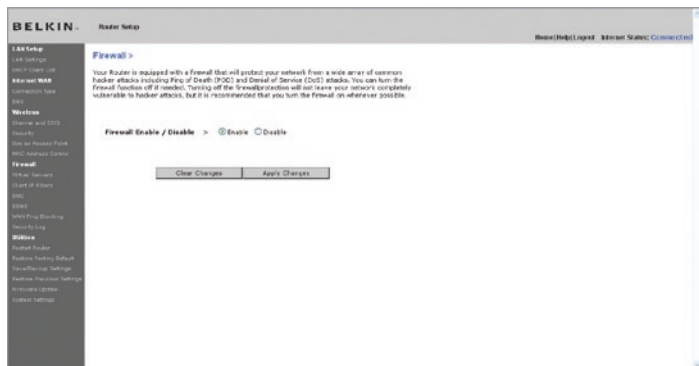 BELKIN.
Router Setup
Home|Help|Logout Internet Status: Connected
LAN Setup
LAN Settings
DHCP Client List
Internet WAN
Connection Type
DNS
Wireless
Channel and SSID
Security
Use as Access Point
MAC Address Control
Firewall
Virtual Servers
Client IP Filters
DMZ
DDNS
WAN Ping Blocking
Security Log
Utilities
Restart Router
Restore Factory Default
Save/Backup Settings
Restore Previous Settings
Firmware Update
System Settings
Firewall >
Your Router is equipped with a firewall that will protect your network from a wide array of common
hacker attacks including Ping of Death (POD) and Denial of Service (DoS) attacks. You can turn the
firewall function off if needed. Turning off the firewall protection will not leave your network completely
vulnerable to hacker attacks, but it is recommended that you turn the firewall on whenever possible.
Firewall Enable / Disable > Enable Disable
Clear Changes Apply Changes